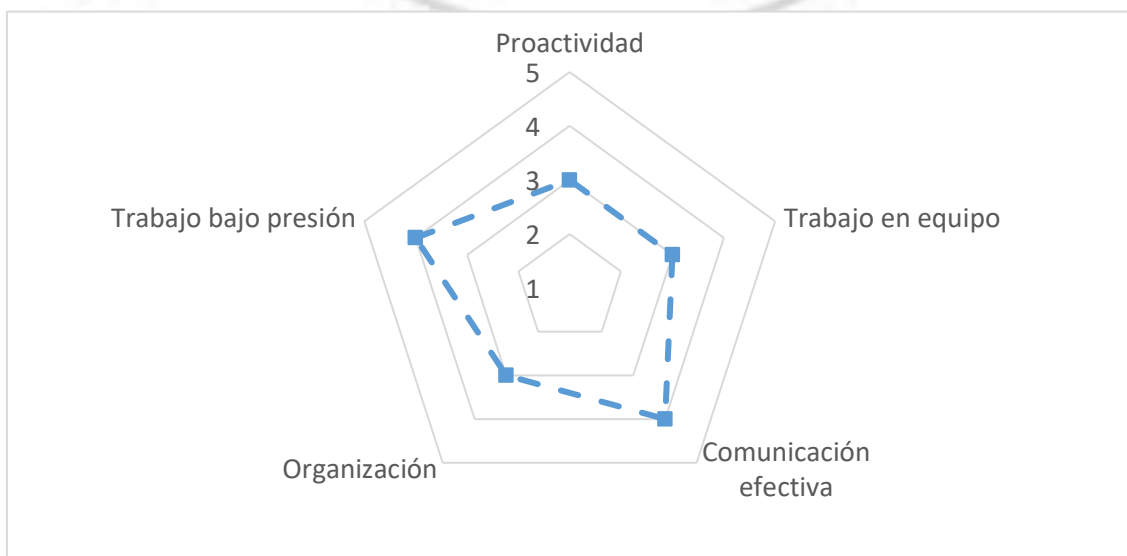 Proactividad
5
4
3
2
1
Trabajo bajo presión
Trabajo en equipo
Organización
Comunicación
efectiva